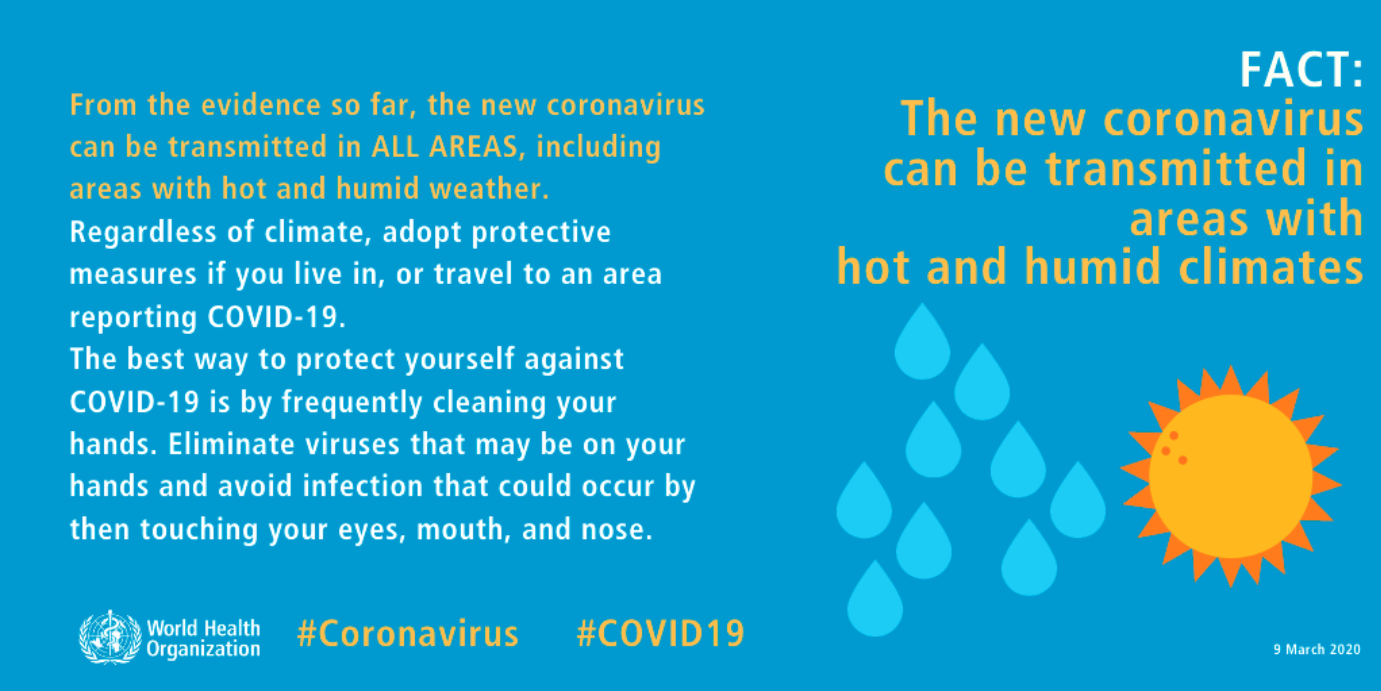 From the evidence so far, the new coronavirus
can be transmitted in ALL AREAS, including
areas with hot and humid weather.
Regardless of climate, adopt protective
measures if you live in, or travel to an area
reporting COVID-19.
The best way to protect yourself against
COVID-19 is by frequently cleaning your
hands. Eliminate viruses that may be on your
hands and avoid infection that could occur by
then touching your eyes, mouth, and nose.
World Health
Organization
#Coronavirus #COVID19
FACT:
The new coronavirus
can be transmitted in
areas with
hot and humid climates
9 March 2020